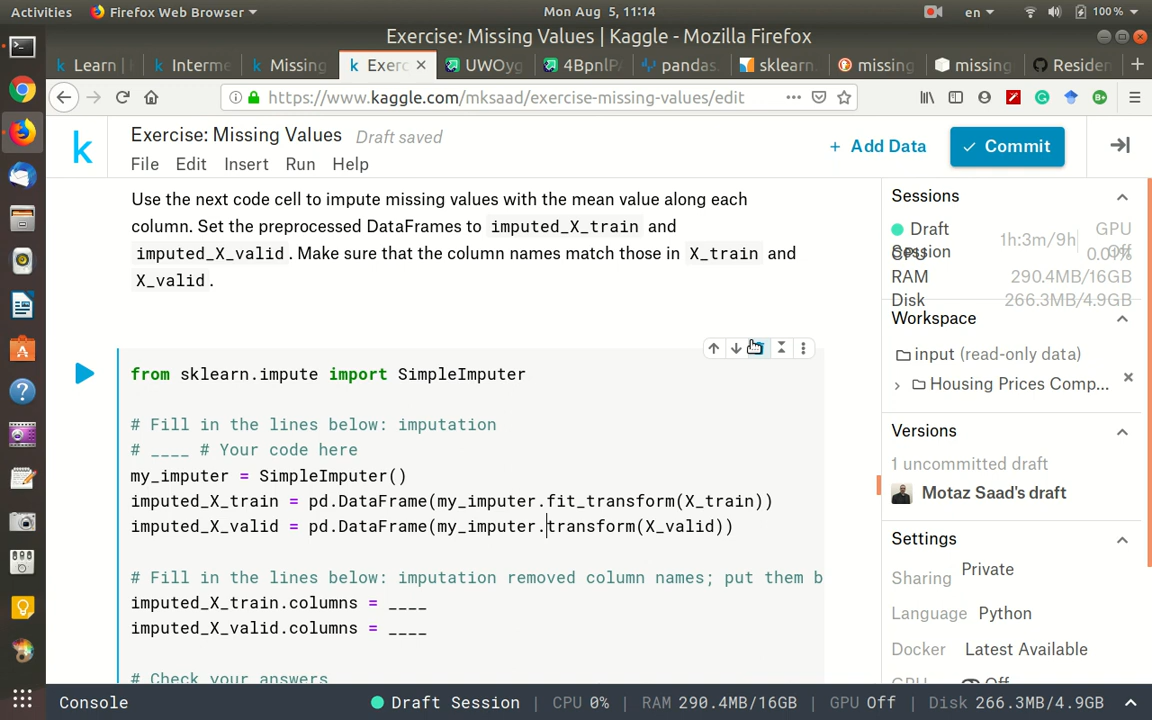 Activities Firefox Web Browser Mon Aug 5, 11:14 en 100 %
Exercise: Missing Values | Kaggle - Mozilla Firefox
Learn | Interme Missing Exerc UWOyg 4BpnlP pandas sklearn missing missing Residen
https://www.kaggle.com/mksaad/exercise-missing-values/edit
Exercise: Missing Values Draft saved
File Edit Insert Run Help
+ Add Data
Commit
Use the next code cell to impute missing values with the mean value along each
column. Set the preprocessed DataFrames to imputed_X_train and
imputed_X_valid . Make sure that the column names match those in X_train and
X_valid .
from sklearn.impute import SimpleImputer
# Fill in the lines below: imputation
# ____ # Your code here
my_imputer = SimpleImputer()
imputed_X_train = pd.DataFrame(my_imputer.fit_transform(X_train))
imputed_X_valid = pd.DataFrame(my_imputer.transform(X_valid))
# Fill in the lines below: imputation removed column names; put them b
imputed_X_train.columns = ____
imputed_X_valid.columns = ____
# Check your answers
Sessions
Draft Session 1h:3m/9h GPU Off
CPU 0.01%
RAM 290.4MB/16GB
Disk 266.3MB/4.9GB
Workspace
input (read-only data)
Housing Prices Comp...
Versions
1 uncommitted draft
Motaz Saad's draft
Settings
Sharing Private
Language Python
Docker Latest Available
GPU Off
Console Draft Session | CPU 0% | RAM 290.4MB/16GB | GPU Off | Disk 266.3MB/4.9GB